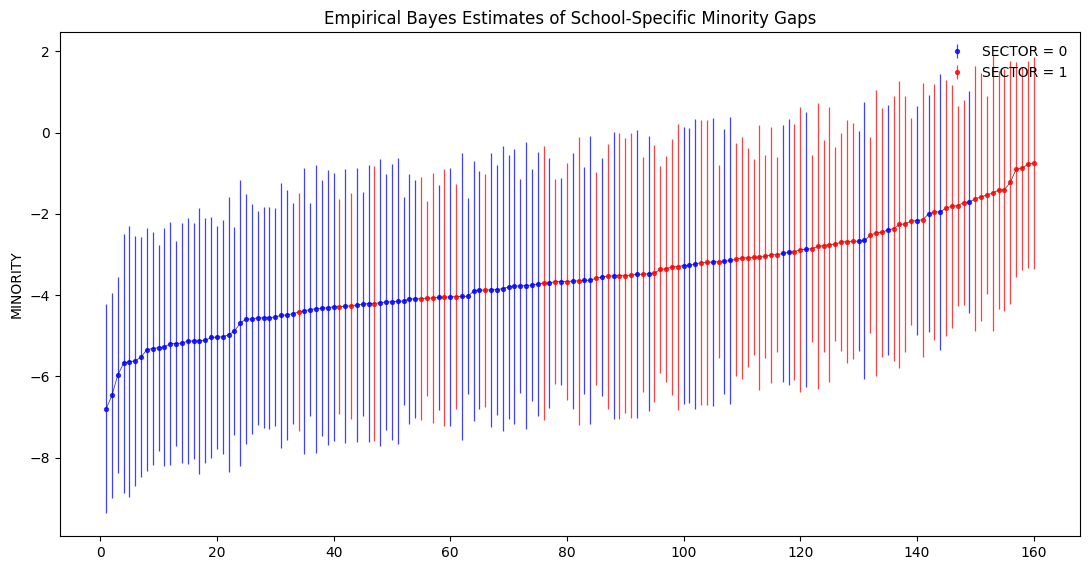 Empirical Bayes Estimates of School-Specific Minority Gaps
SECTOR = 0
SECTOR = 1
MINORITY
2
0
−2
−4
−6
−8
0 20 40 60 80 100 120 140 160